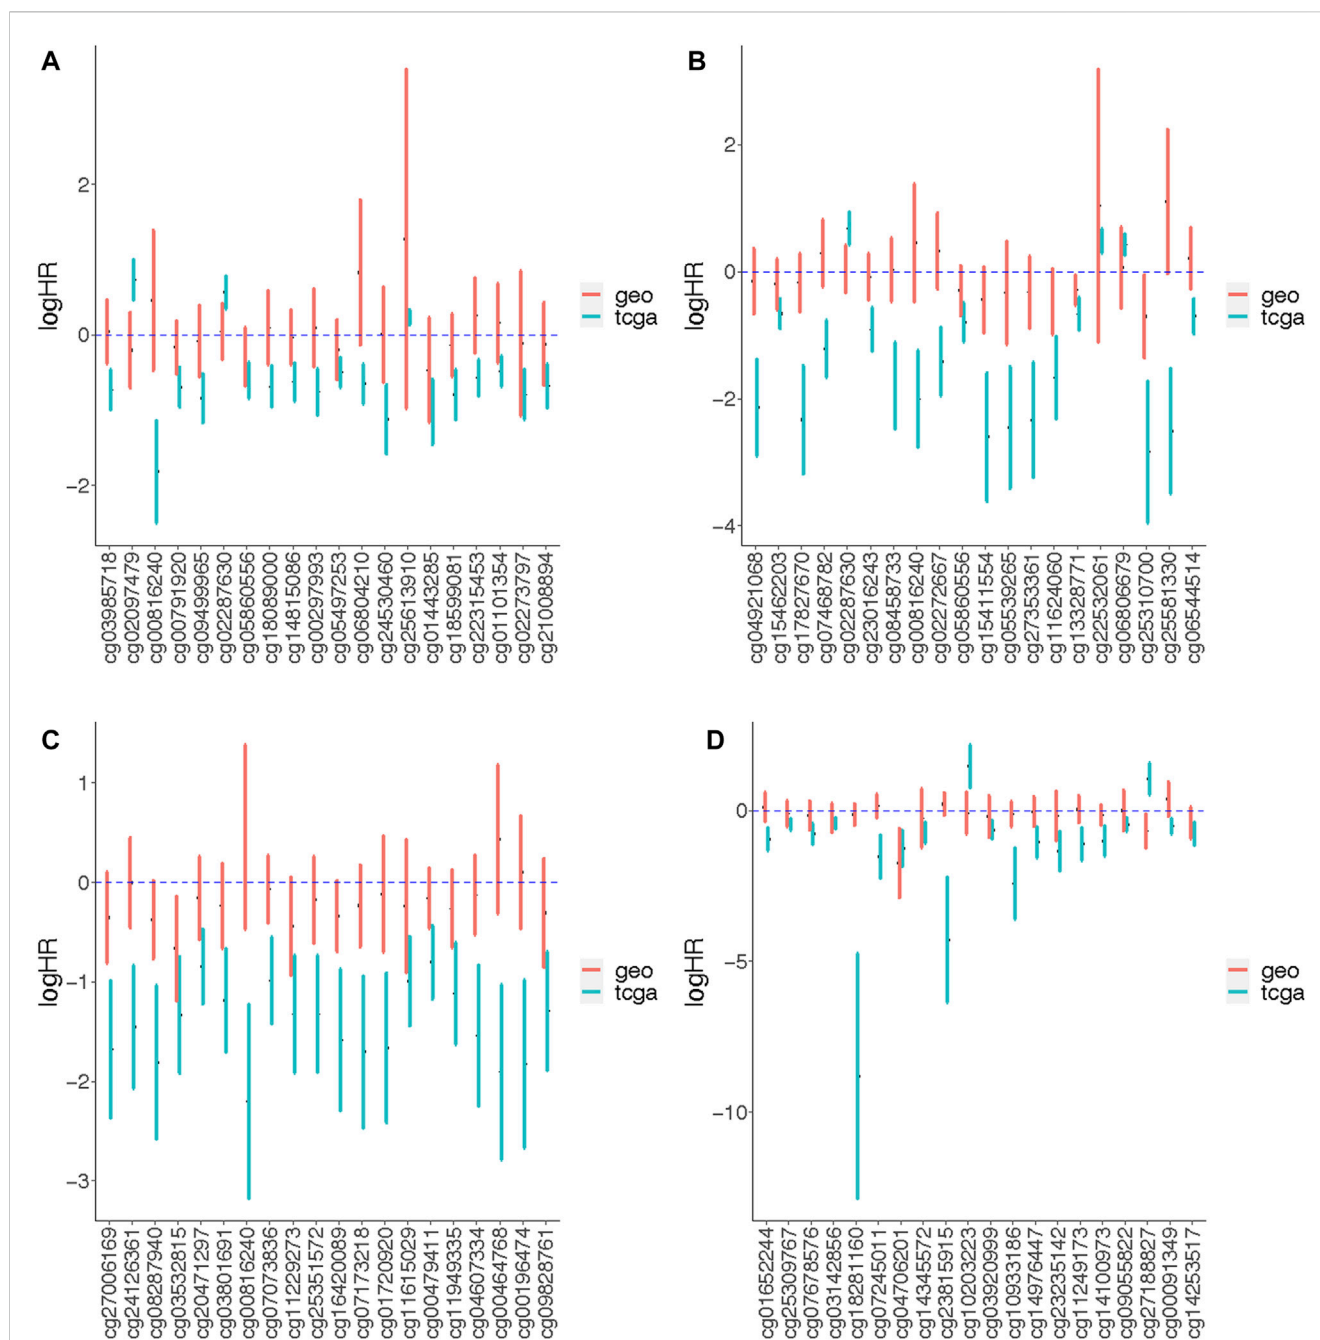 A
logHR
2
0
−2
cg03985718
cg02097479
cg00816240
cg00791920
cg09499965
cg02287630
cg05860556
cg18089000
cg14815086
cg00297993
cg05497253
cg06804210
cg24530460
cg25613910
cg01443285
cg18599081
cg22315453
cg01101354
cg02273797
cg21008894
geo
tcga
B
logHR
2
0
−2
−4
cg04921068
cg15462203
cg17827670
cg07468782
cg02287630
cg23016243
cg08458733
cg00816240
cg02272667
cg05860556
cg15411554
cg05539265
cg27353361
cg11624060
cg13328771
cg22532061
cg06806679
cg25310700
cg25581330
cg06544514
geo
tcga
C
logHR
1
0
−1
−2
−3
cg27006169
cg24126361
cg08287940
cg03532815
cg20471297
cg03801691
cg00816240
cg07073836
cg11229273
cg25351572
cg16420089
cg07173218
cg01720920
cg11615029
cg00479411
cg11949335
cg04607334
cg00464768
cg00196474
cg09828761
geo
tcga
D
logHR
0
−5
−10
cg01652244
cg25309767
cg07678576
cg03142856
cg18281160
cg07245011
cg04706201
cg14345572
cg23815915
cg10203223
cg03920999
cg10933186
cg14976447
cg23235142
cg11249173
cg14100973
cg09055822
cg27188827
cg00091349
cg14253517
geo
tcga